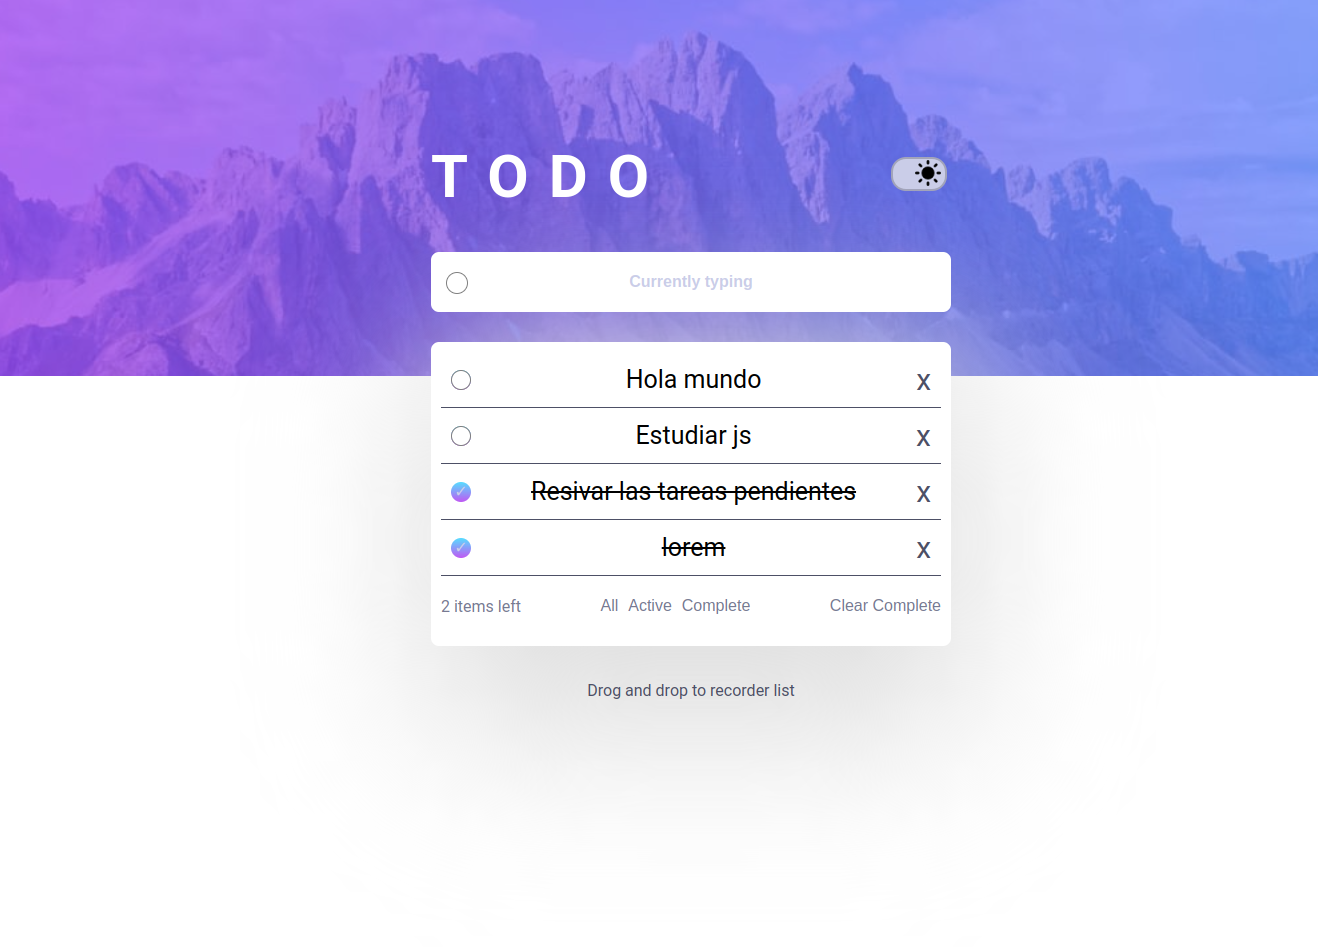 TODO
Currently typing
Hola mundo x
Estudiar js x
Resivar las tareas pendientes x
lorem x
2 items left All Active Complete Clear Complete
Drog and drop to recorder list